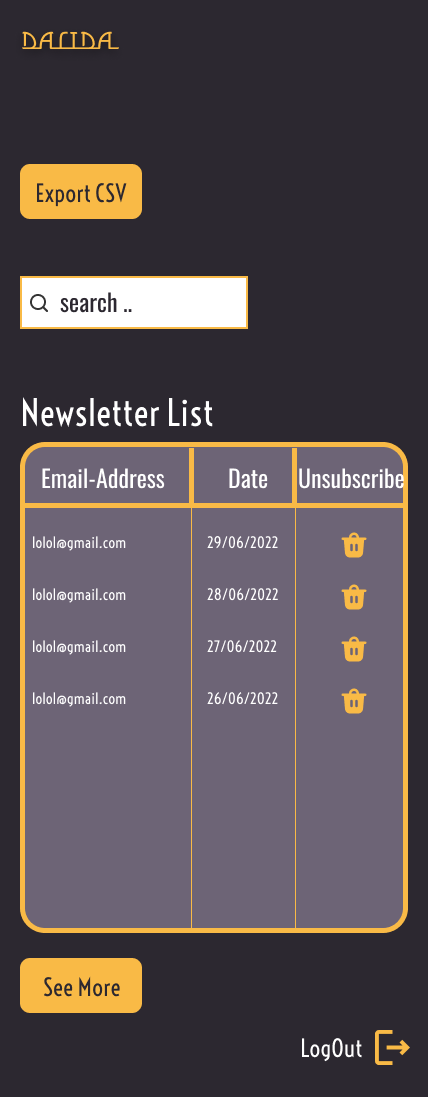 DARIDA
Export CSV
search ..
Newsletter List
Email-Address Date Unsubscribe
lolol@gmail.com 29/06/2022
lolol@gmail.com 28/06/2022
lolol@gmail.com 27/06/2022
lolol@gmail.com 26/06/2022
See More
LogOut